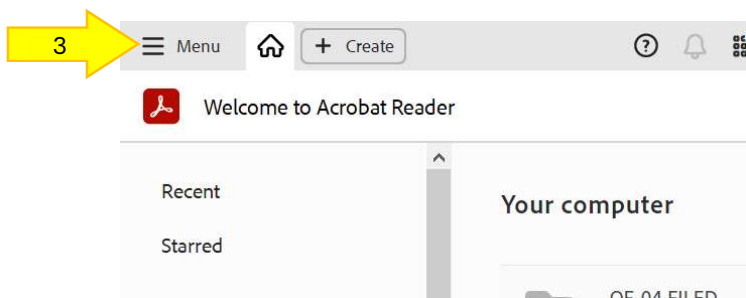 3
Menu
+ Create
Welcome to Acrobat Reader
Recent
Your computer
Starred